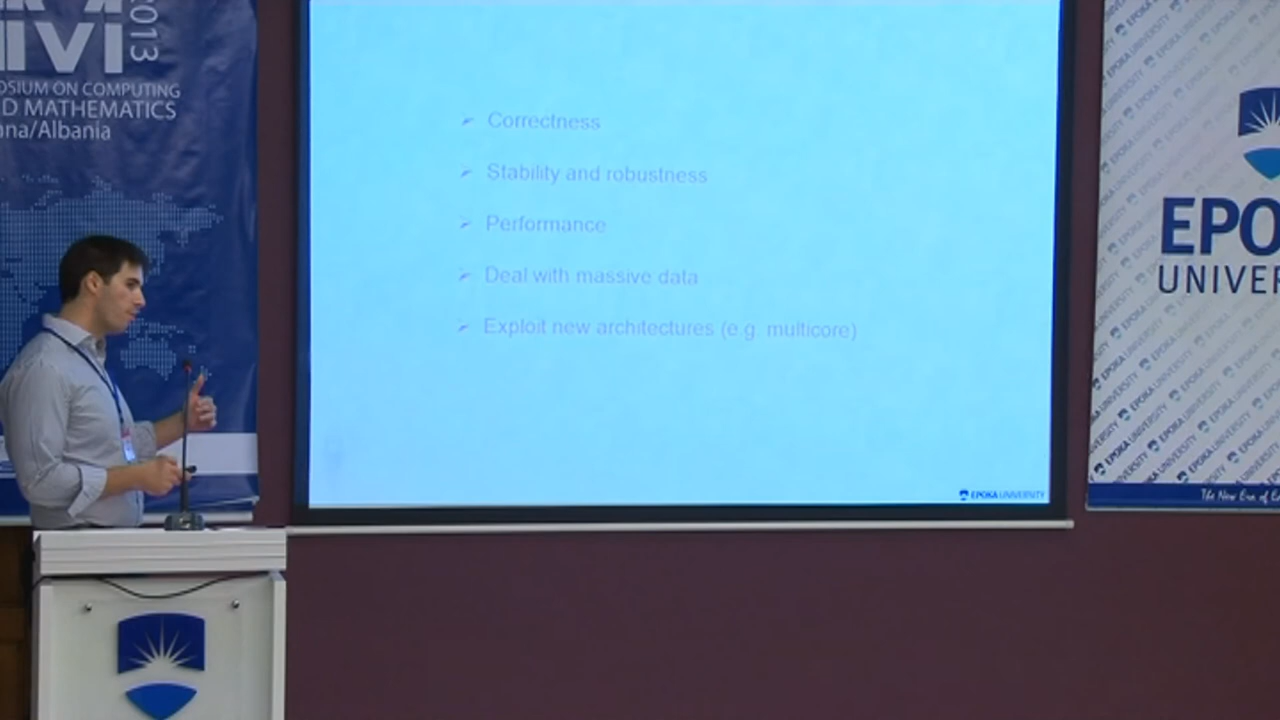 2013
OSIUM ON COMPUTING
D MATHEMATICS
ana/Albania
➢ Correctness
➢ Stability and robustness
➢ Performance
➢ Deal with massive data
➢ Exploit new architectures (e.g. multicore)
EPOKA UNIVERSITY
EPO
UNIVER
The New Era of E